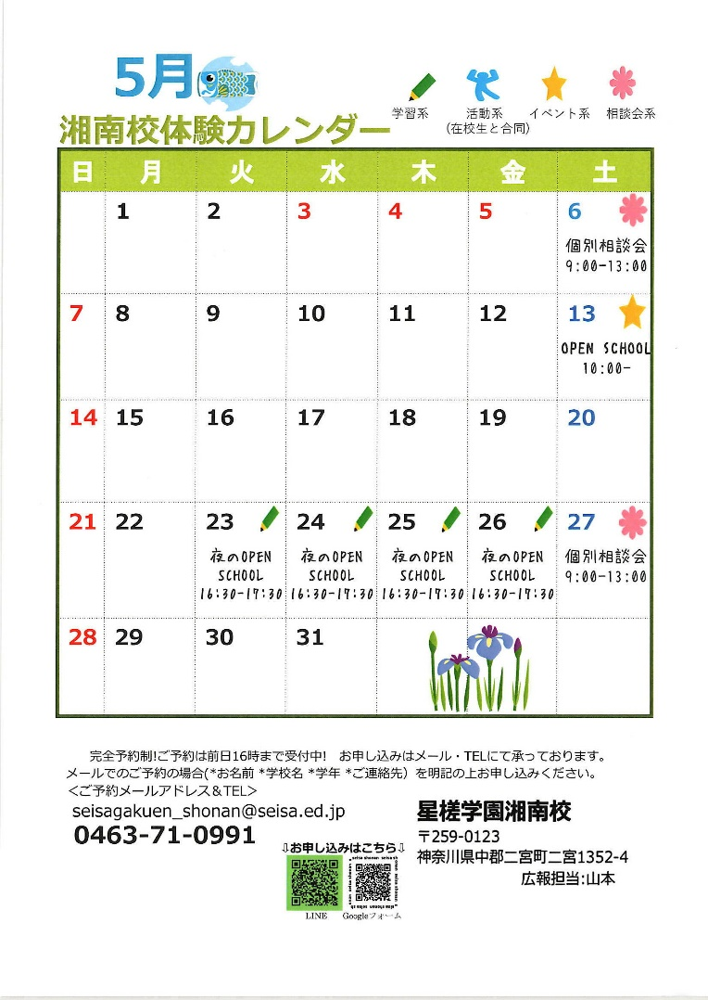 5月
湘南校体験カレンダー
学習系 活動系 イベント系 相談会系
(在校生と合同)
日 月 火 水 木 金 土
1 2 3 4 5 6
個別相談会
9:00-13:00
7 8 9 10 11 12 13
OPEN SCHOOL
10:00-
14 15 16 17 18 19 20
21 22 23 24 25 26 27
夜のOPEN 夜のOPEN 夜のOPEN 夜のOPEN 個別相談会
SCHOOL SCHOOL SCHOOL SCHOOL 9:00-13:00
16:30-17:30 16:30-17:30 16:30-17:30 16:30-17:30
28 29 30 31
完全予約制!ご予約は前日16時まで受付中! お申し込みはメール・TELにて承っております。
メールでのご予約の場合(*お名前 *学校名 *学年 *ご連絡先）を明記の上お申し込みください。
＜ご予約メールアドレス＆TEL＞
seisagakuen_shonan@seisa.ed.jp
0463-71-0991
星槎学園湘南校
〒259-0123
神奈川県中郡二宮町二宮1352-4
広報担当:山本
⇩お申し込みはこちら⇩
seisa shonan seisa sh
LINE Googleフォーム